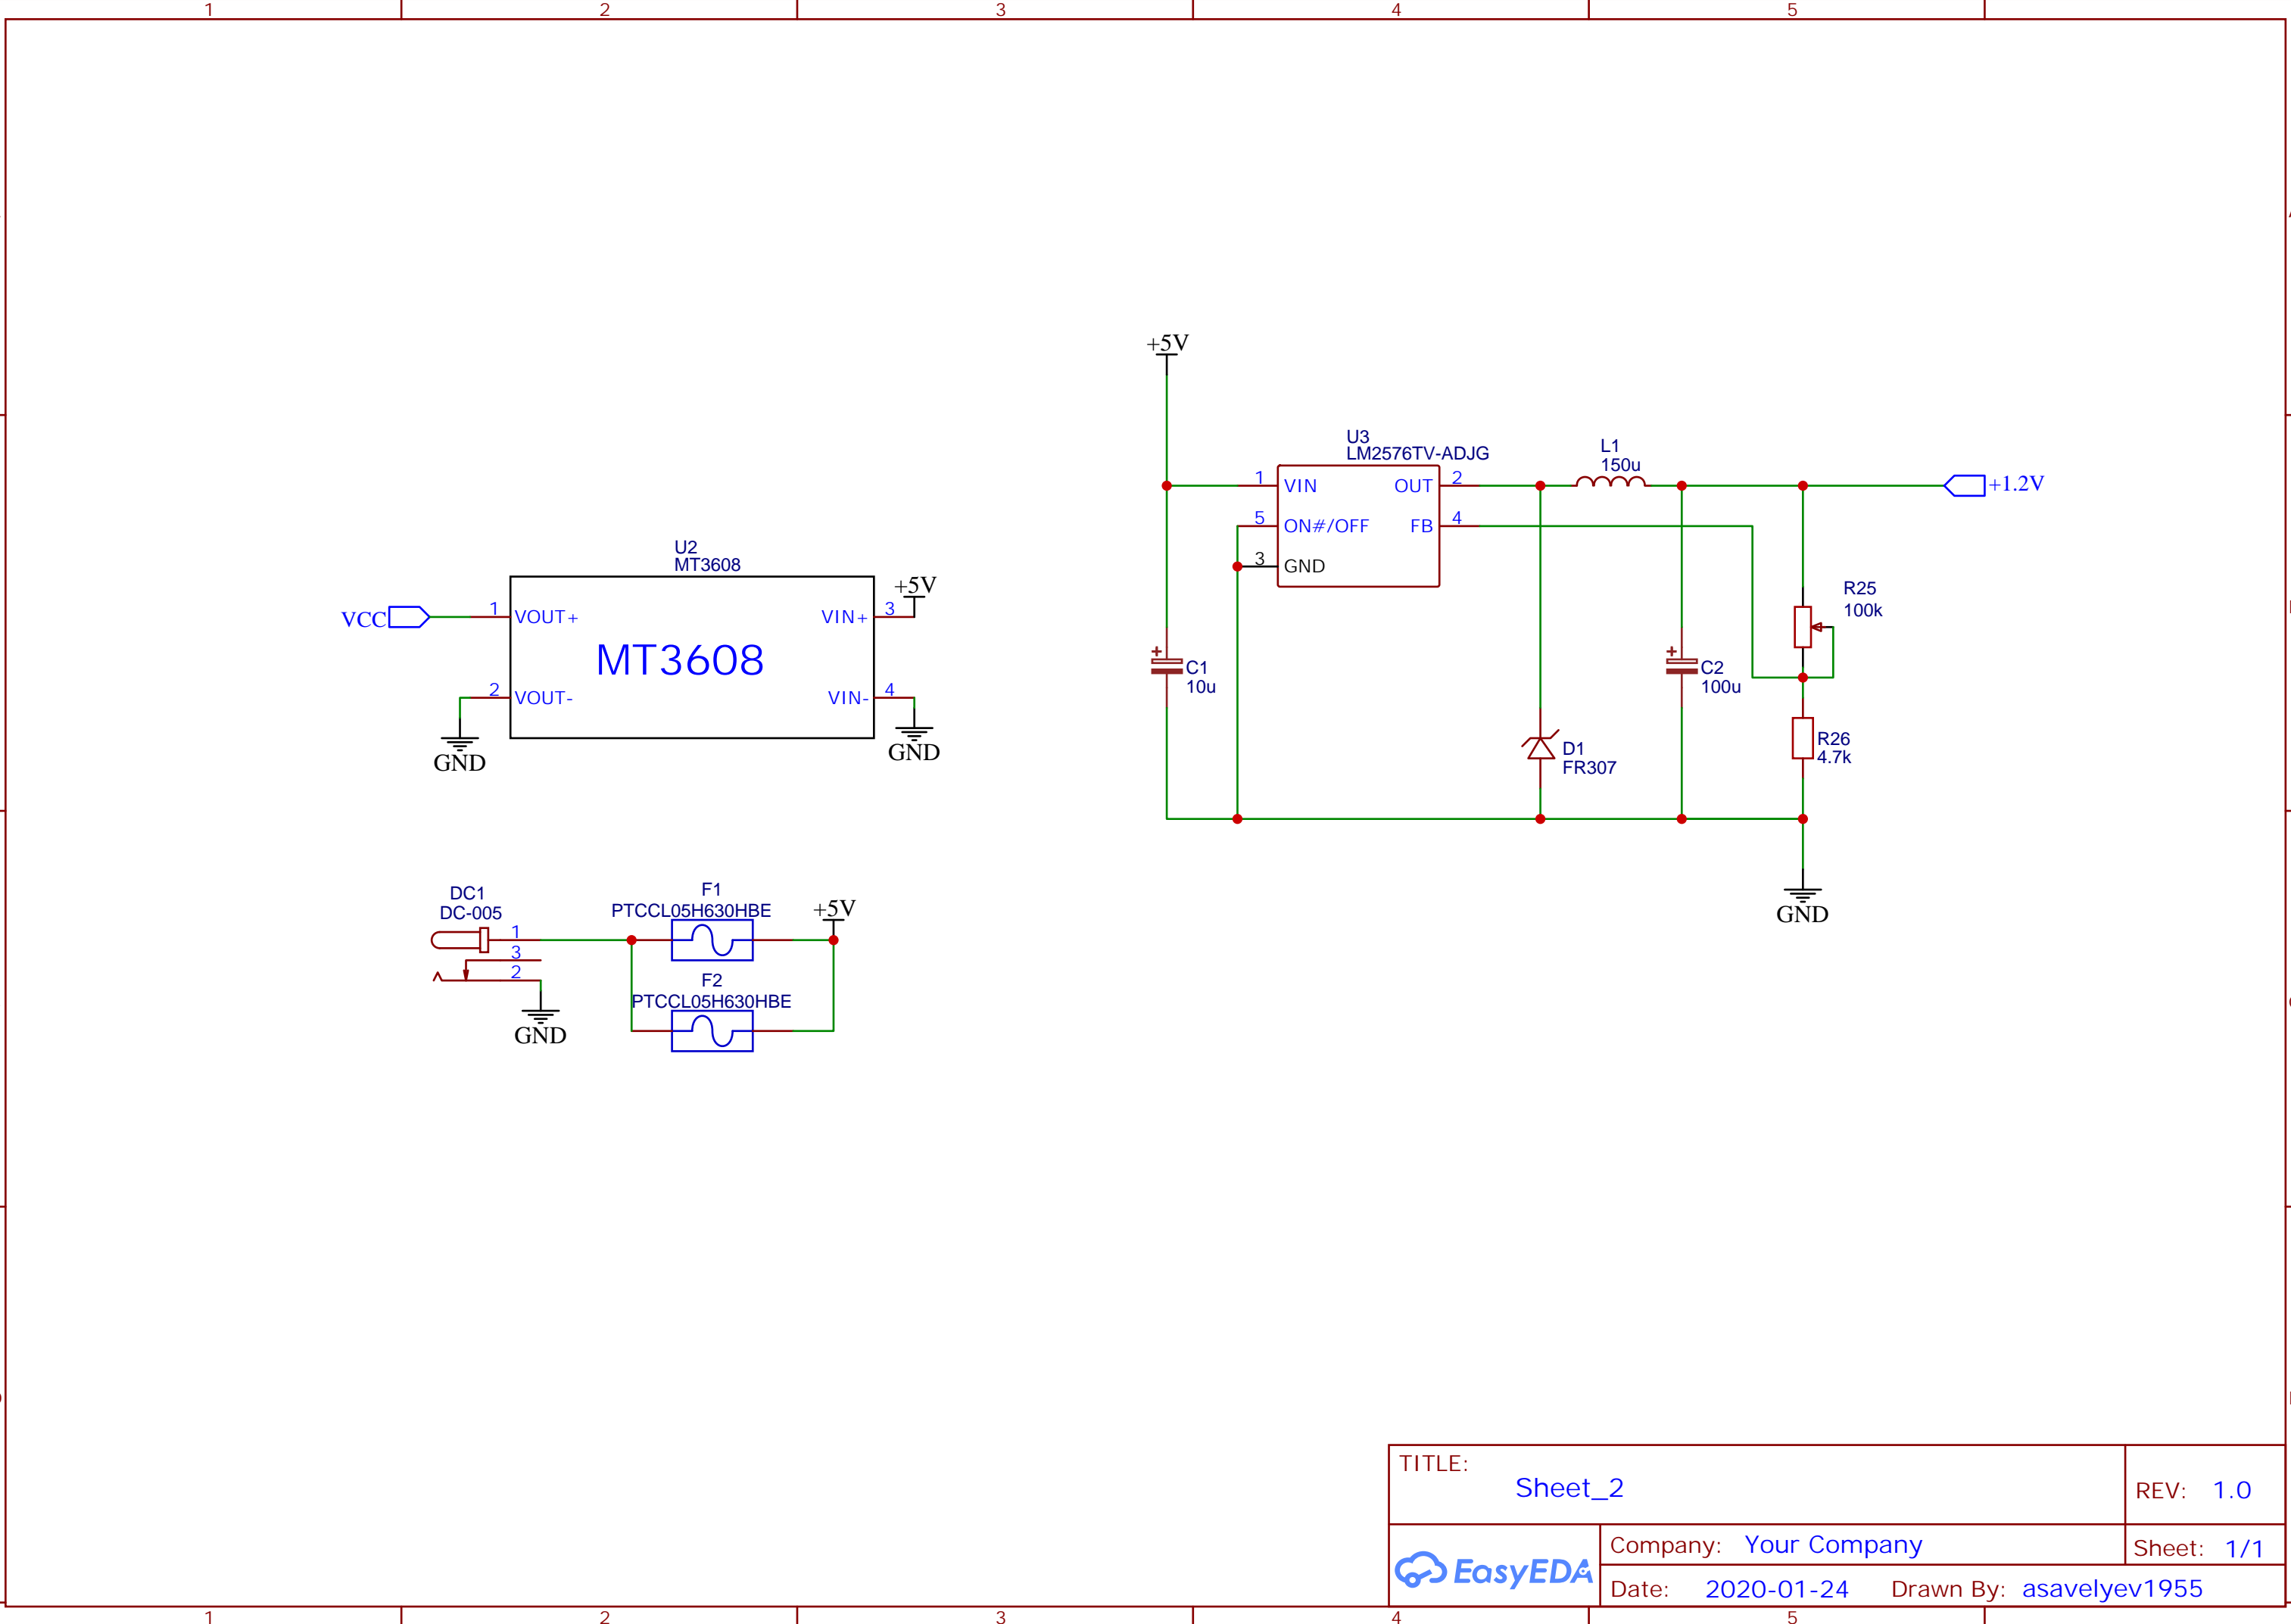 1 2 3 4 5
+5V
U3
LM2576TV-ADJG
L1
150u
1 VIN OUT 2
+1.2V
5 ON#/OFF FB 4
3 GND
U2
MT3608
+5V
VCC
1 VOUT+ VIN+ 3
MT3608
2 VOUT- VIN- 4
GND
GND
R25
100k
C1
10u
C2
100u
R26
4.7k
D1
FR307
GND
DC1
DC-005
1
3
2
GND
F1
PTCCL05H630HBE
+5V
F2
PTCCL05H630HBE
TITLE:
Sheet_2
REV: 1.0
EasyEDA
Company: Your Company
Sheet: 1/1
Date: 2020-01-24 Drawn By: asavelyev1955
1 2 3 4 5